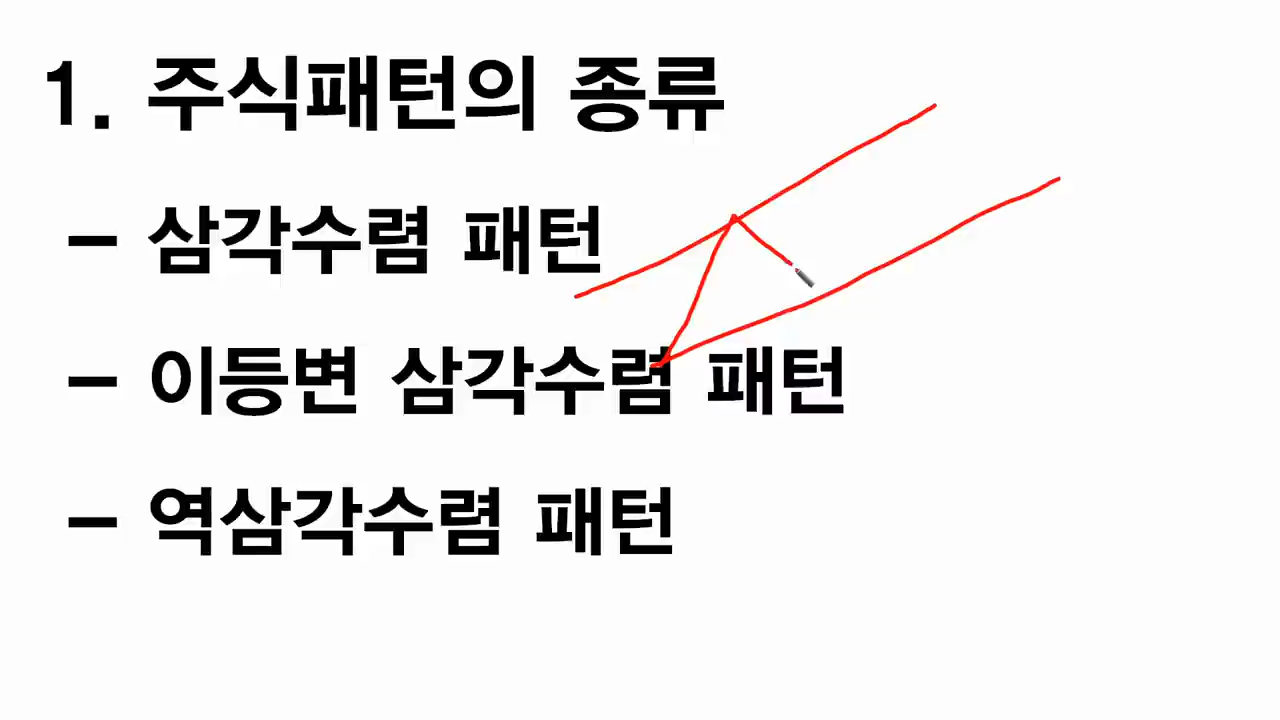 1. 주식패턴의 종류
- 삼각수렴 패턴
- 이등변 삼각수렴 패턴
- 역삼각수렴 패턴